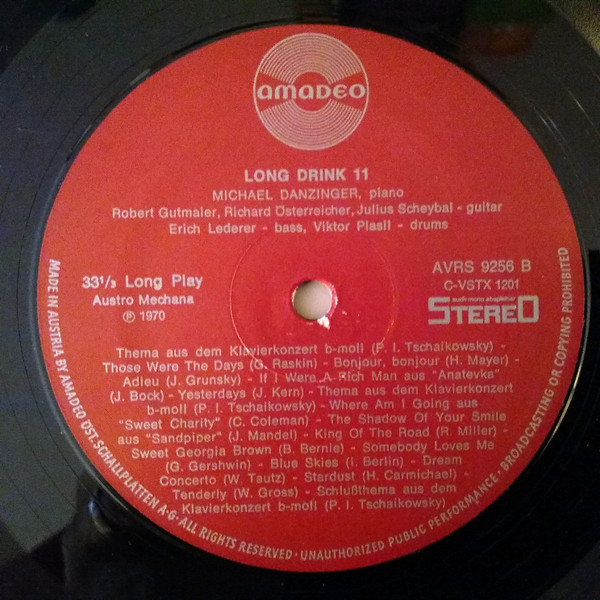 AMADEO
LONG DRINK 11
MICHAEL DANZINGER, piano
Robert Gutmaier, Richard Österreicher, Julius Scheybal - guitar
Erich Lederer - bass, Viktor Plasil - drums
33 1/3 Long Play
Austro Mechana
Ⓟ 1970
AVRS 9256 B
C-VSTX 1201
auch mono abspielbar
STEREO
Thema aus dem Klavierkonzert b-moll (P. I. Tschaikowsky) -
Those Were The Days (G. Raskin) - Bonjour, bonjour (H. Mayer) -
Adieu (J. Grunsky) - If I Were A Rich Man aus "Anatevka"
(J. Bock) - Yesterdays (J. Kern) - Thema aus dem Klavierkonzert
b-moll (P. I. Tschaikowsky) - Where Am I Going aus
"Sweet Charity" (C. Coleman) - The Shadow Of Your Smile
aus "Sandpiper" (J. Mandel) - King Of The Road (R. Miller) -
Sweet Georgia Brown (B. Bernie) - Somebody Loves Me
(G. Gershwin) - Blue Skies (I. Berlin) - Dream
Concerto (W. Tautz) - Stardust (H. Carmichael) -
Tenderly (W. Gross) - Schlußthema aus dem
Klavierkonzert b-moll (P. I. Tschaikowsky)
MADE IN AUSTRIA BY AMADEO ÖST. SCHALLPLATTEN A·G · ALL RIGHTS RESERVED · UNAUTHORIZED PUBLIC PERFORMANCE · BROADCASTING OR COPYING PROHIBITED